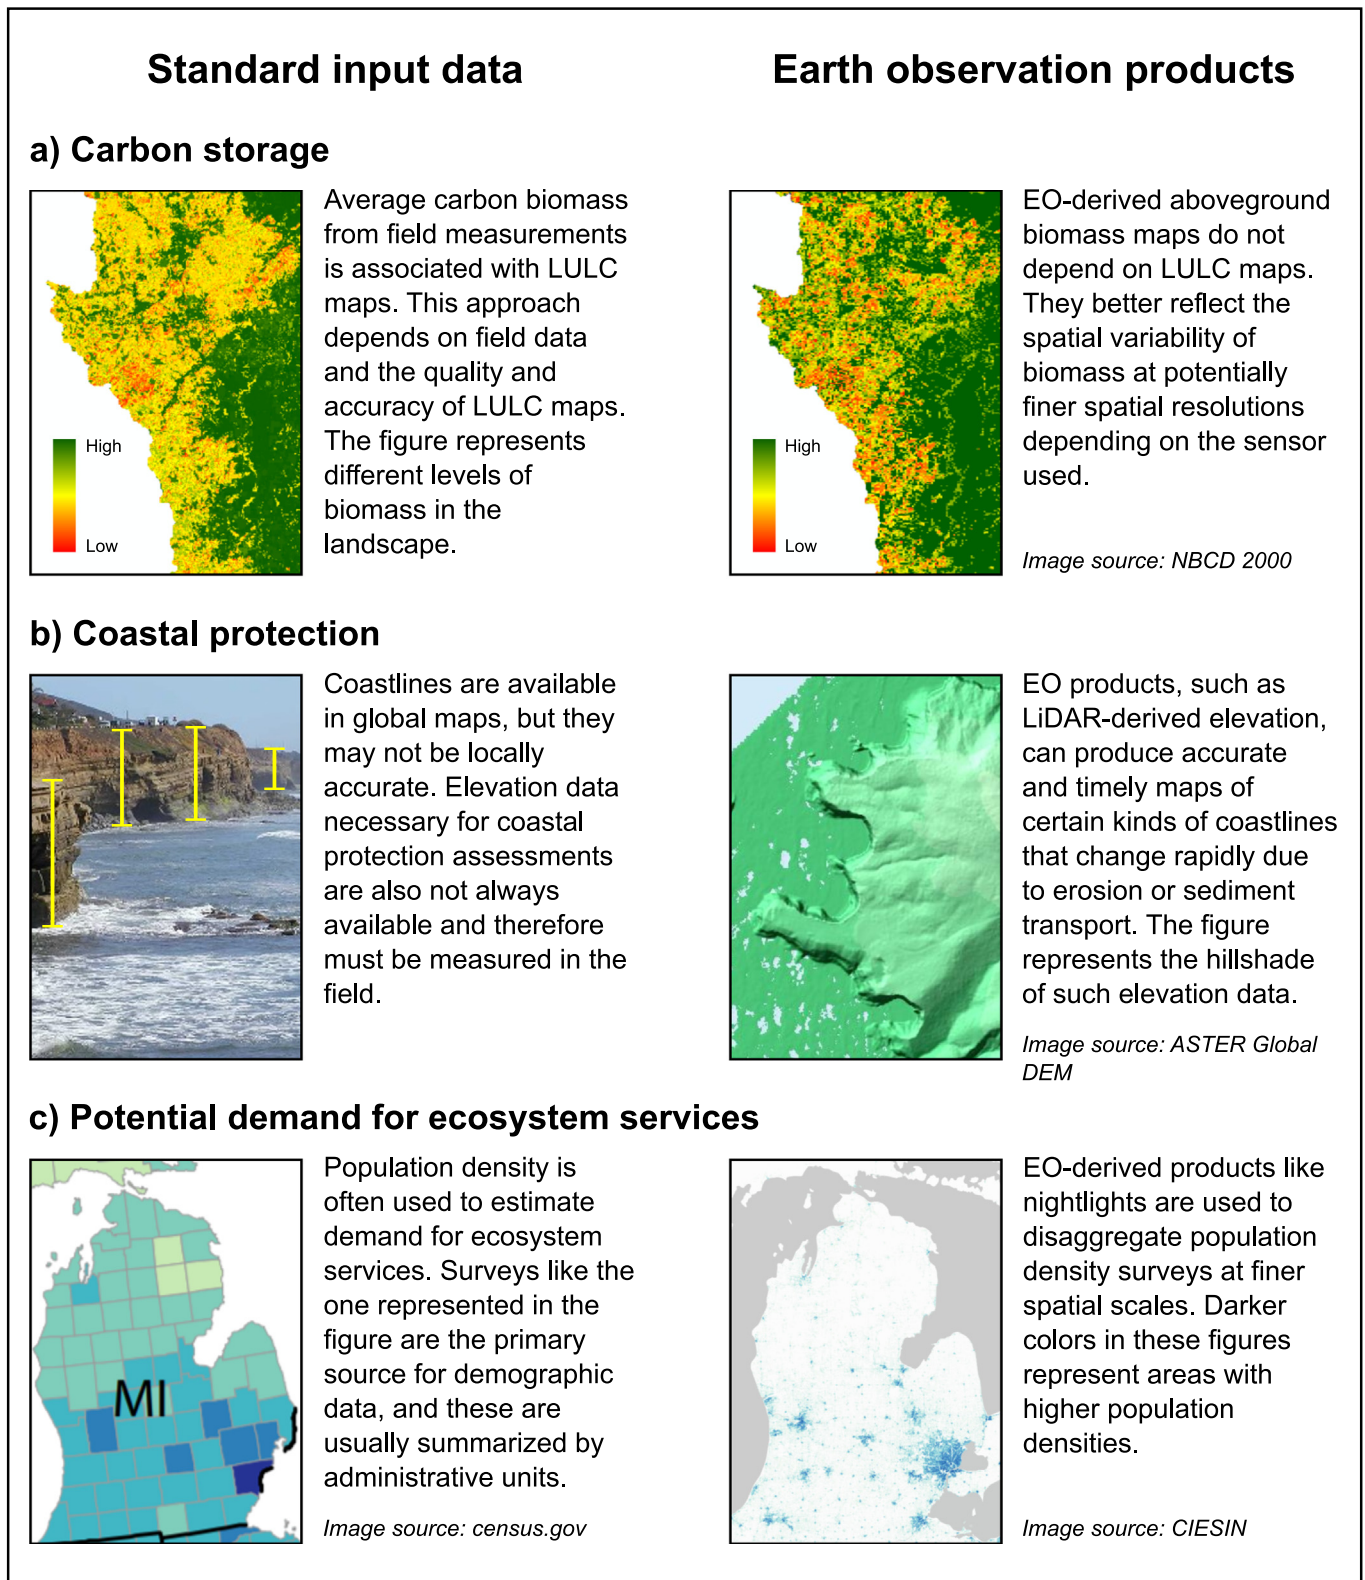 Standard input data
Earth observation products
a) Carbon storage
High
Low
Average carbon biomass
from field measurements
is associated with LULC
maps. This approach
depends on field data
and the quality and
accuracy of LULC maps.
The figure represents
different levels of
biomass in the
landscape.
High
Low
EO-derived aboveground
biomass maps do not
depend on LULC maps.
They better reflect the
spatial variability of
biomass at potentially
finer spatial resolutions
depending on the sensor
used.
Image source: NBCD 2000
b) Coastal protection
Coastlines are available
in global maps, but they
may not be locally
accurate. Elevation data
necessary for coastal
protection assessments
are also not always
available and therefore
must be measured in the
field.
EO products, such as
LiDAR-derived elevation,
can produce accurate
and timely maps of
certain kinds of coastlines
that change rapidly due
to erosion or sediment
transport. The figure
represents the hillshade
of such elevation data.
Image source: ASTER Global
DEM
c) Potential demand for ecosystem services
MI
Population density is
often used to estimate
demand for ecosystem
services. Surveys like the
one represented in the
figure are the primary
source for demographic
data, and these are
usually summarized by
administrative units.
Image source: census.gov
EO-derived products like
nightlights are used to
disaggregate population
density surveys at finer
spatial scales. Darker
colors in these figures
represent areas with
higher population
densities.
Image source: CIESIN